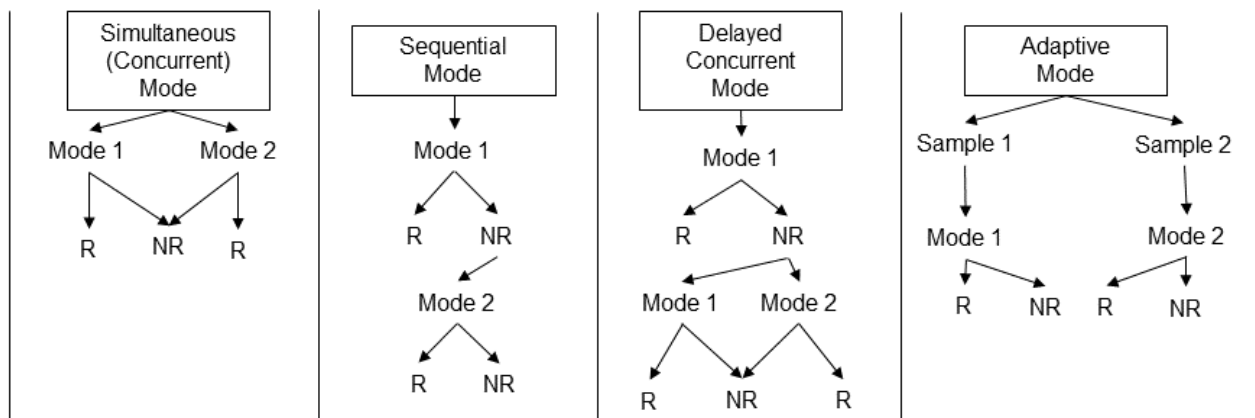 Simultaneous
(Concurrent)
Mode
Mode 1
Mode 2
R
NR
R
Sequential
Mode
Mode 1
R
NR
Mode 2
R
NR
Delayed
Concurrent
Mode
Mode 1
R
NR
Mode 1
Mode 2
R
NR
R
Adaptive
Mode
Sample 1
Sample 2
Mode 1
Mode 2
R
NR
R
NR